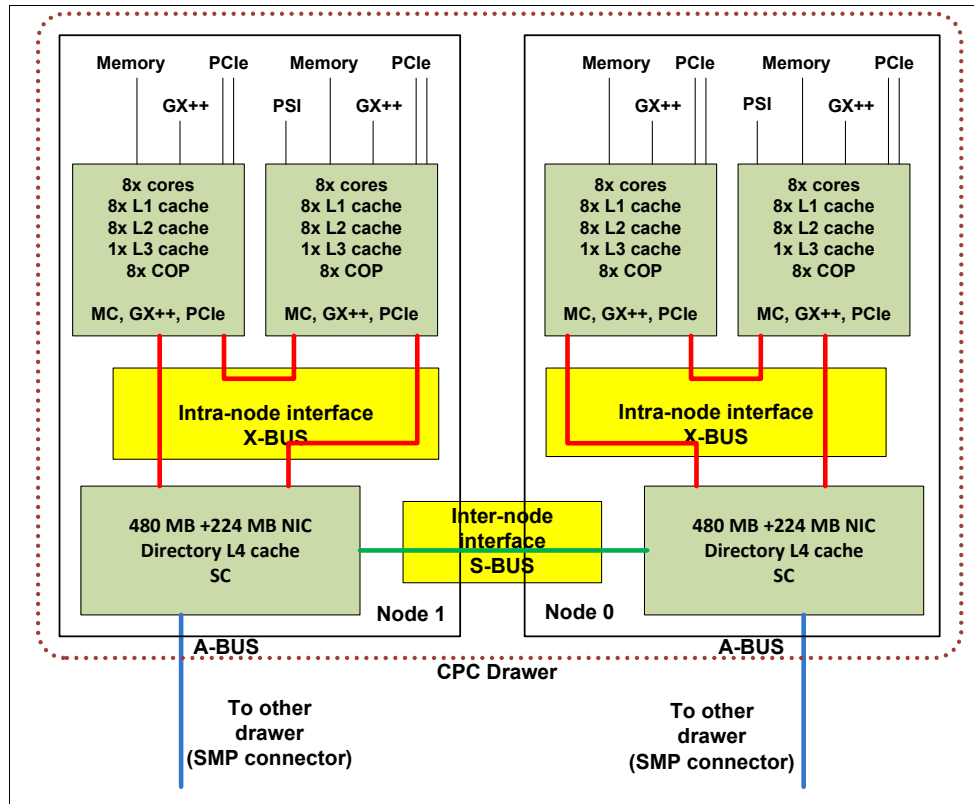 Memory
PCIe
Memory
PCIe
GX++
PSI
GX++
8x cores
8x L1 cache
8x L2 cache
1x L3 cache
8x COP
MC, GX++, PCIe
8x cores
8x L1 cache
8x L2 cache
1x L3 cache
8x COP
MC, GX++, PCIe
Intra-node interface
X-BUS
480 MB +224 MB NIC
Directory L4 cache
SC
Node 1
Inter-node
interface
S-BUS
Memory
PCIe
Memory
PCIe
GX++
PSI
GX++
8x cores
8x L1 cache
8x L2 cache
1x L3 cache
8x COP
MC, GX++, PCIe
8x cores
8x L1 cache
8x L2 cache
1x L3 cache
8x COP
MC, GX++, PCIe
Intra-node interface
X-BUS
480 MB +224 MB NIC
Directory L4 cache
SC
Node 0
A-BUS
A-BUS
CPC Drawer
To other
drawer
(SMP connector)
To other
drawer
(SMP connector)